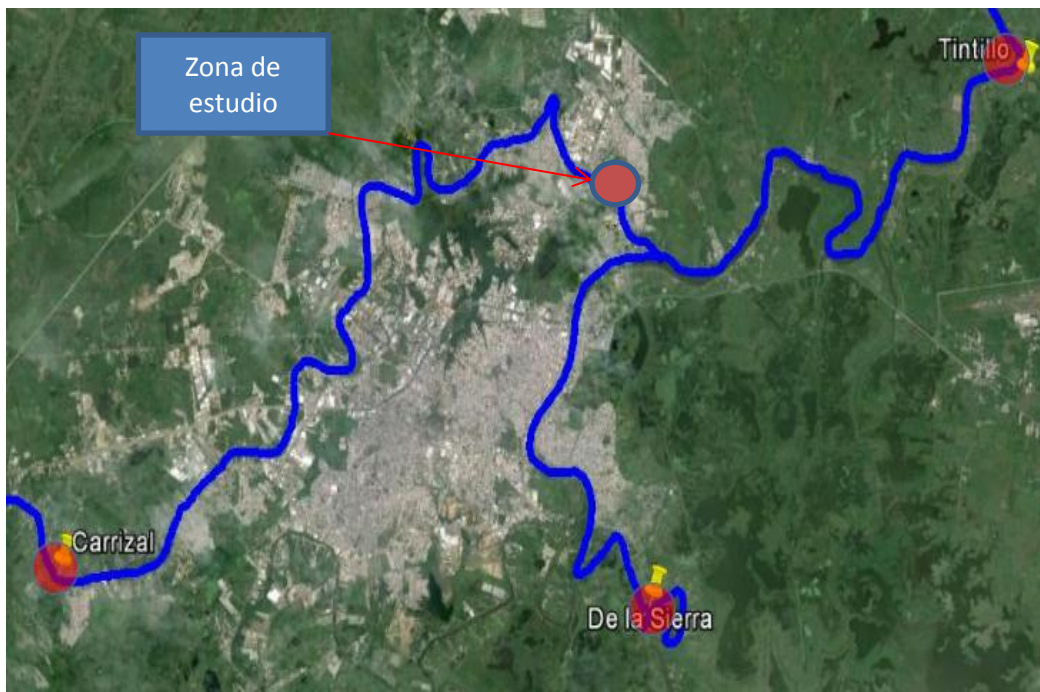 Zona de
estudio
Tintillo
Carrizal
De la Sierra